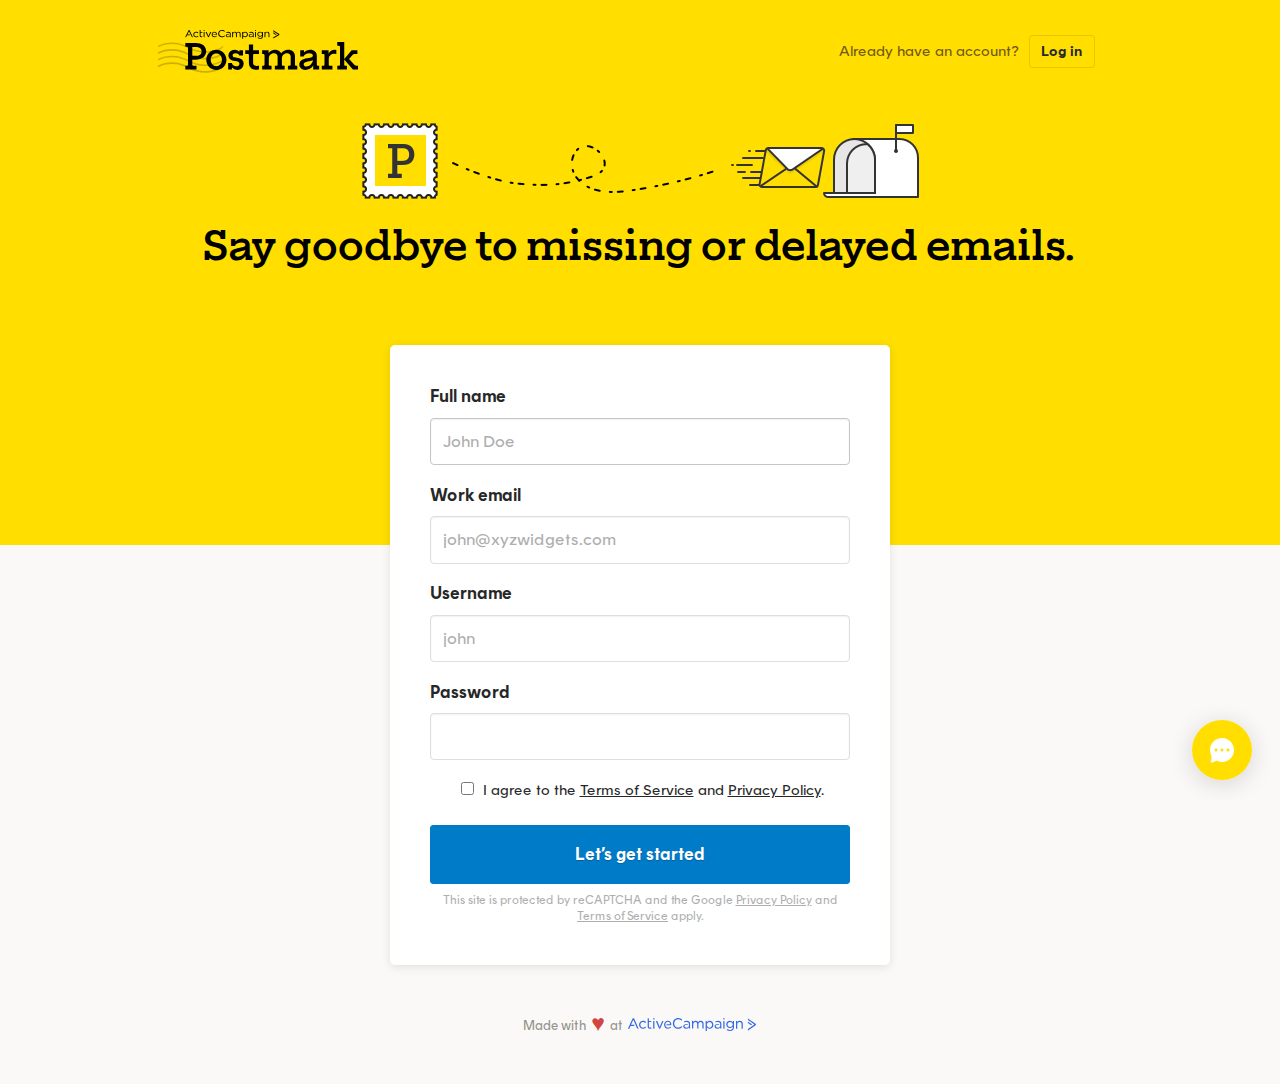 ActiveCampaign >
Postmark
Already have an account? Log in
P
Say goodbye to missing or delayed emails.
Full name
John Doe
Work email
john@xyzwidgets.com
Username
john
Password
I agree to the Terms of Service and Privacy Policy.
Let's get started
This site is protected by reCAPTCHA and the Google Privacy Policy and
Terms of Service apply.
Made with ♥ at ActiveCampaign >